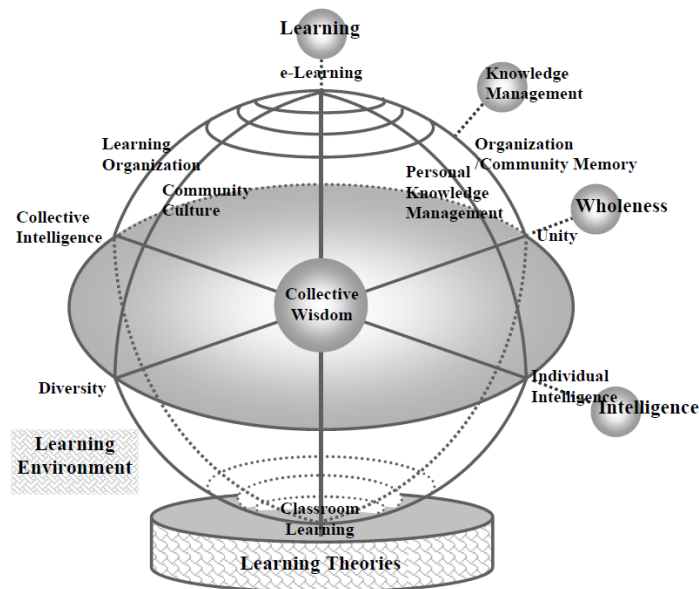 Learning
e-Learning
Knowledge
Management
Learning
Organization
Organization
/Community Memory
Community
Culture
Personal
Knowledge
Management
Wholeness
Collective
Intelligence
Unity
Collective
Wisdom
Diversity
Individual
Intelligence
Intelligence
Learning
Environment
Classroom
Learning
Learning Theories